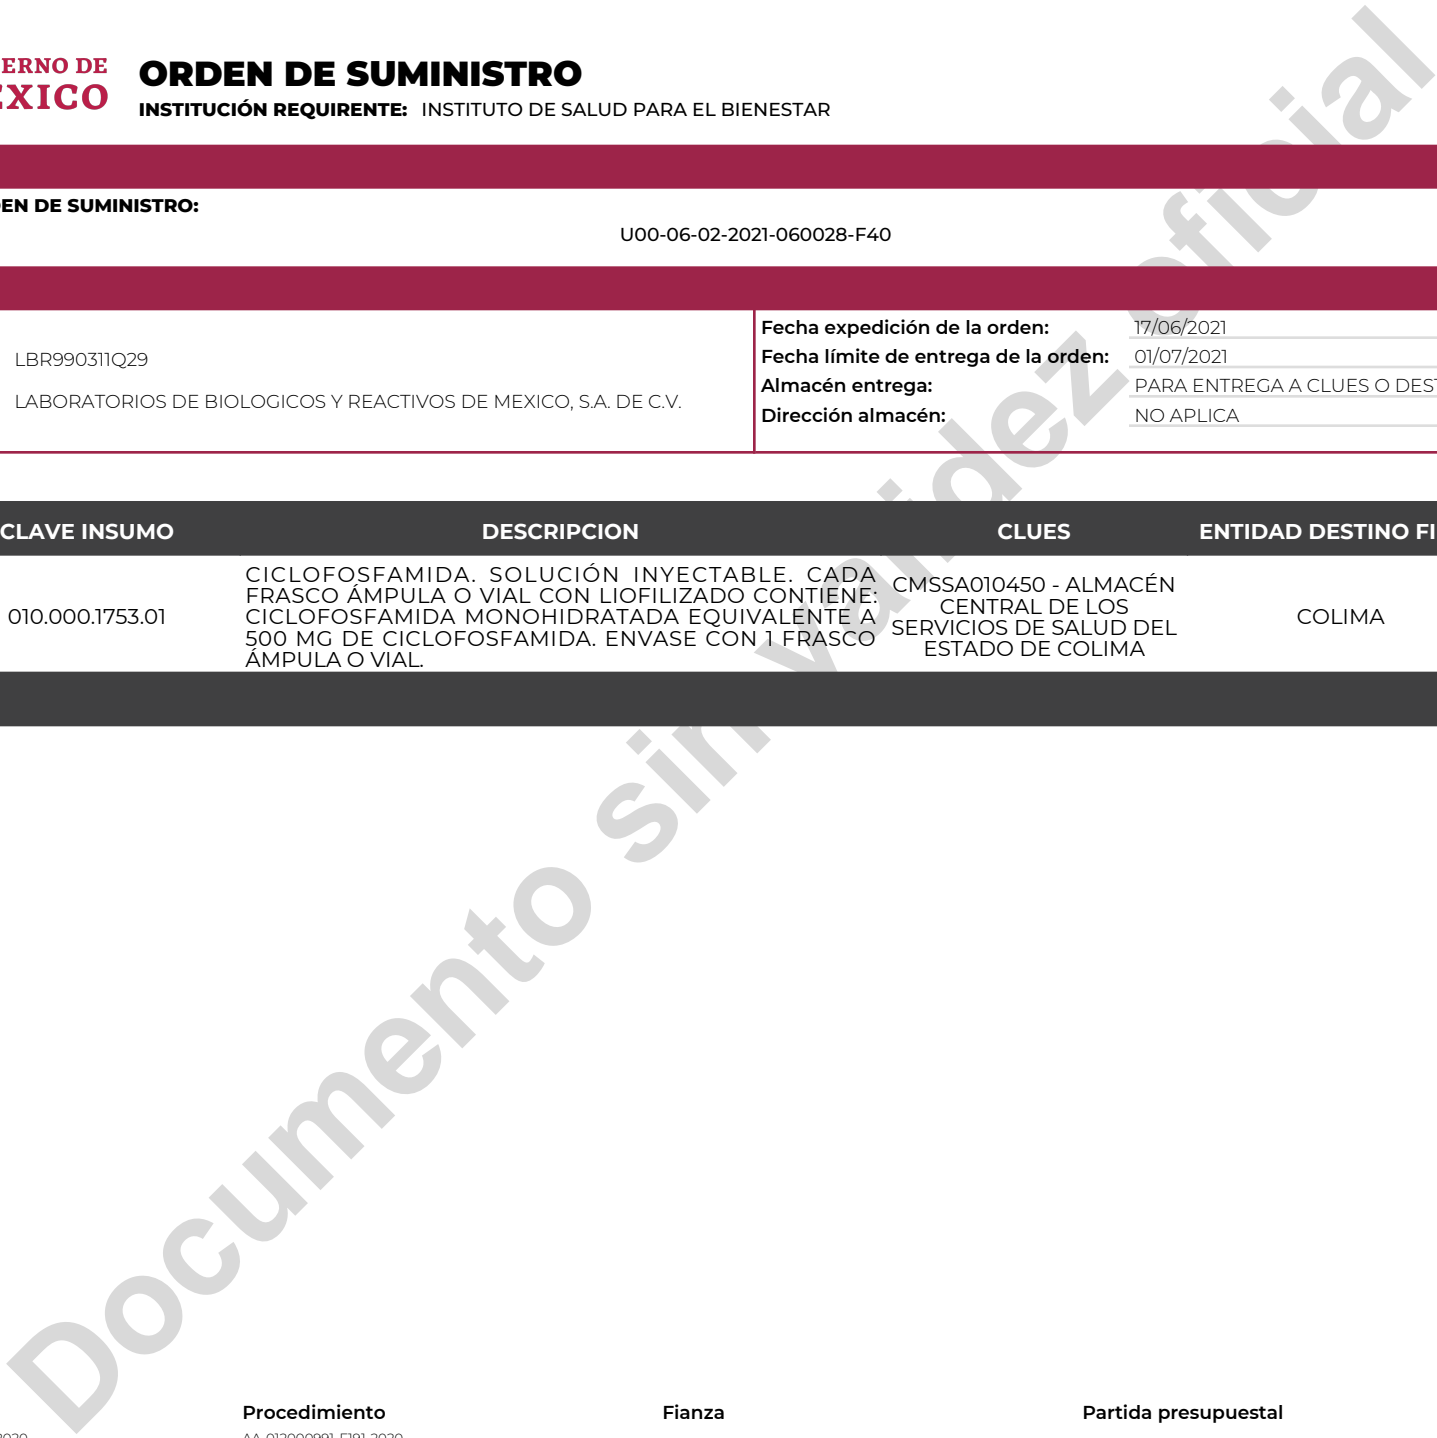 ERNO DE
EXICO
ORDEN DE SUMINISTRO
INSTITUCIÓN REQUIRENTE: INSTITUTO DE SALUD PARA EL BIENESTAR
EN DE SUMINISTRO:
U00-06-02-2021-060028-F40
LBR990311Q29
LABORATORIOS DE BIOLOGICOS Y REACTIVOS DE MEXICO, S.A. DE C.V.
Fecha expedición de la orden: 17/06/2021
Fecha límite de entrega de la orden: 01/07/2021
Almacén entrega: PARA ENTREGA A CLUES O DEST
Dirección almacén: NO APLICA
CLAVE INSUMO DESCRIPCION CLUES ENTIDAD DESTINO FI
010.000.1753.01
CICLOFOSFAMIDA. SOLUCIÓN INYECTABLE. CADA
FRASCO ÁMPULA O VIAL CON LIOFILIZADO CONTIENE:
CICLOFOSFAMIDA MONOHIDRATADA EQUIVALENTE A
500 MG DE CICLOFOSFAMIDA. ENVASE CON 1 FRASCO
ÁMPULA O VIAL.
CMSSA010450 - ALMACÉN
CENTRAL DE LOS
SERVICIOS DE SALUD DEL
ESTADO DE COLIMA
COLIMA
Documento sin validez oficial
Procedimiento Fianza Partida presupuestal